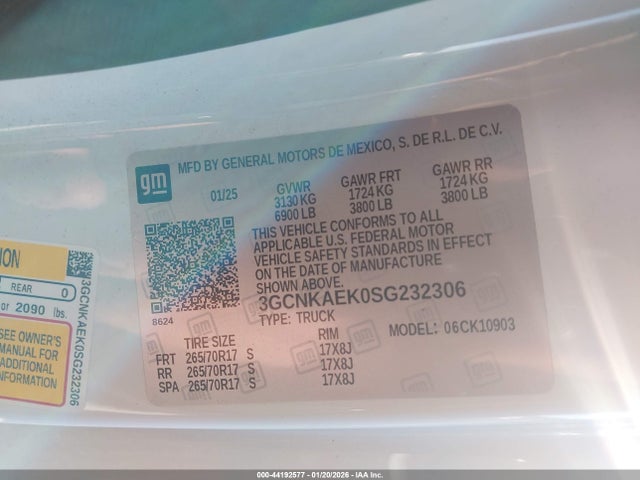 MFD BY GENERAL MOTORS DE MEXICO, S. DE R.L. DE C.V.
gm
01/25
GVWR GAWR FRT GAWR RR
3130 KG 1724 KG 1724 KG
6900 LB 3800 LB 3800 LB
THIS VEHICLE CONFORMS TO ALL
APPLICABLE U.S. FEDERAL MOTOR
VEHICLE SAFETY STANDARDS IN EFFECT
ON THE DATE OF MANUFACTURE
SHOWN ABOVE.
3GCNKAEK0SG232306
S624
TYPE: TRUCK
MODEL: 06CK10903
TIRE SIZE RIM
FRT 265/70R17 S 17X8J
RR 265/70R17 S 17X8J
SPA 265/70R17 S 17X8J
ION
REAR 0
or 2090 lbs.
SEE OWNER'S
MANUAL FOR
ADDITIONAL
INFORMATION
3GCNKAEK0SG232306
000-44192577 - 01/20/2026 - IAA Inc.